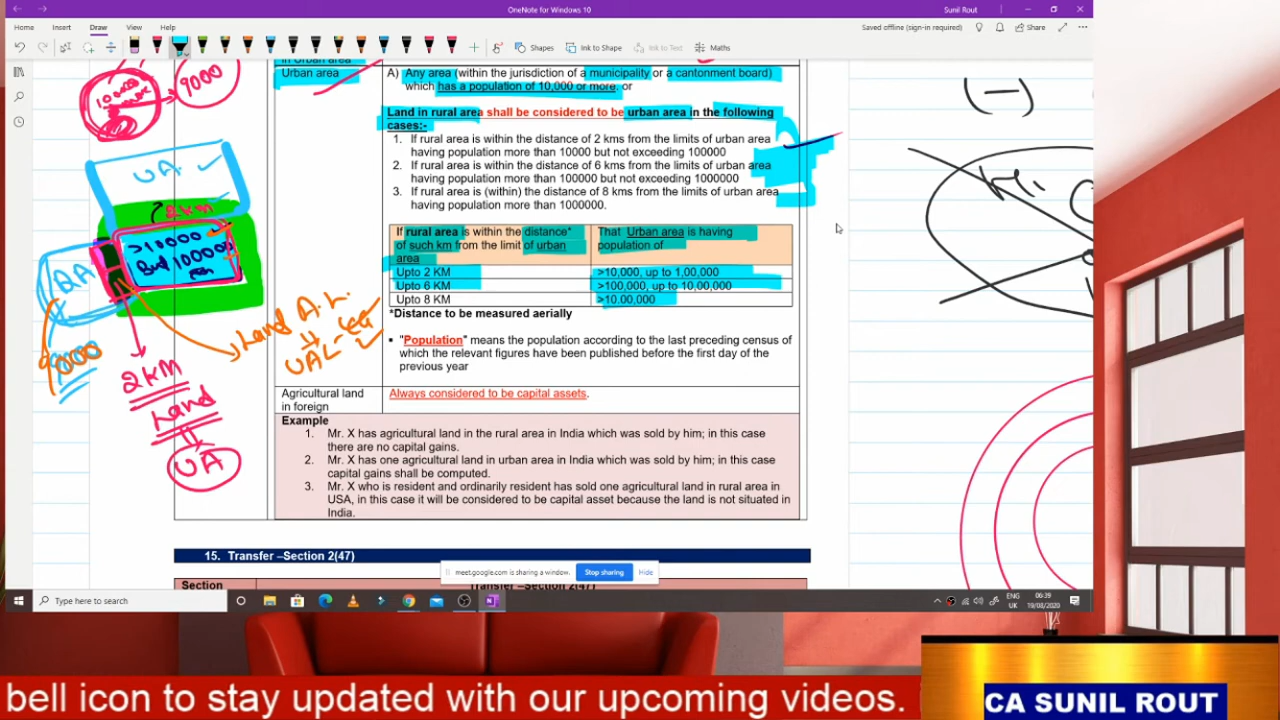 OneNote for Windows 10
Sunil Rout
Home Insert Draw View Help
Saved offline (sign-in required)
Share
Shapes
Ink to Shape
Ink to Text
Maths
in Urban area
Urban area
A) Any area (within the jurisdiction of a municipality or a cantonment board)
which has a population of 10,000 or more, or
Land in rural area shall be considered to be urban area in the following
cases:-
1. If rural area is within the distance of 2 kms from the limits of urban area
having population more than 10000 but not exceeding 100000
2. If rural area is within the distance of 6 kms from the limits of urban area
having population more than 100000 but not exceeding 1000000
3. If rural area is (within) the distance of 8 kms from the limits of urban area
having population more than 1000000.
If rural area is within the distance* of such km from the limit of urban area
That Urban area is having population of
Upto 2 KM >10,000, up to 1,00,000
Upto 6 KM >100,000, up to 10,00,000
Upto 8 KM >10,00,000
*Distance to be measured aerially
• "Population" means the population according to the last preceding census of
which the relevant figures have been published before the first day of the
previous year
Agricultural land
in foreign
Always considered to be capital assets.
Example
1. Mr. X has agricultural land in the rural area in India which was sold by him; in this case
there are no capital gains.
2. Mr. X has one agricultural land in urban area in India which was sold by him; in this case
capital gains shall be computed.
3. Mr. X who is resident and ordinarily resident has sold one agricultural land in rural area in
USA, in this case it will be considered to be capital asset because the land is not situated in
India.
9000
UA
2km
>10000
But 100000
RA
90000
2KM
Land
UA
Land A.L.
UAL
(-)
15. Transfer –Section 2(47)
Section
Transfer –Section 2(47)
meet.google.com is sharing a window.
Stop sharing
Hide
Type here to search
ENG
UK
06:39
19/08/2020
bell icon to stay updated with our upcoming videos.
CA SUNIL ROUT